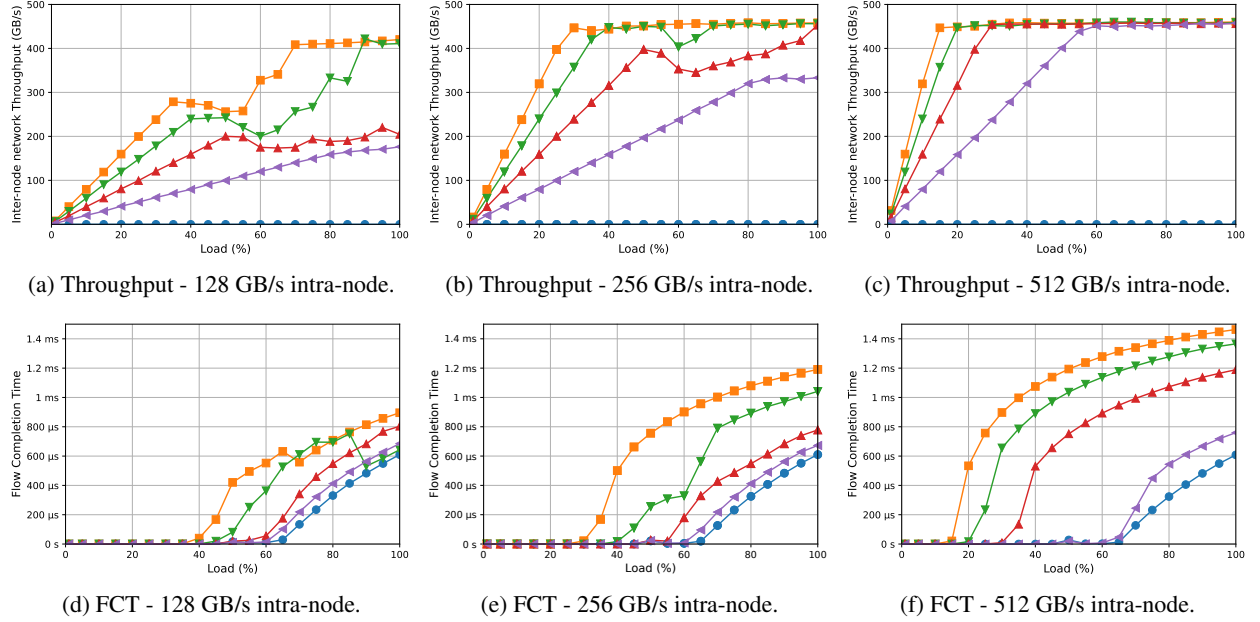 500
400
300
200
100
0
0
20
40
60
80
100
Inter-node network Throughput (GB/s)
Load (%)
(a) Throughput - 128 GB/s intra-node.
500
400
300
200
100
0
0
20
40
60
80
100
Inter-node network Throughput (GB/s)
Load (%)
(b) Throughput - 256 GB/s intra-node.
500
400
300
200
100
0
0
20
40
60
80
100
Inter-node network Throughput (GB/s)
Load (%)
(c) Throughput - 512 GB/s intra-node.
1.4 ms
1.2 ms
1 ms
800 µs
600 µs
400 µs
200 µs
0 s
0
20
40
60
80
100
Flow Completion Time
Load (%)
(d) FCT - 128 GB/s intra-node.
1.4 ms
1.2 ms
1 ms
800 µs
600 µs
400 µs
200 µs
0 s
0
20
40
60
80
100
Flow Completion Time
Load (%)
(e) FCT - 256 GB/s intra-node.
1.4 ms
1.2 ms
1 ms
800 µs
600 µs
400 µs
200 µs
0 s
0
20
40
60
80
100
Flow Completion Time
Load (%)
(f) FCT - 512 GB/s intra-node.